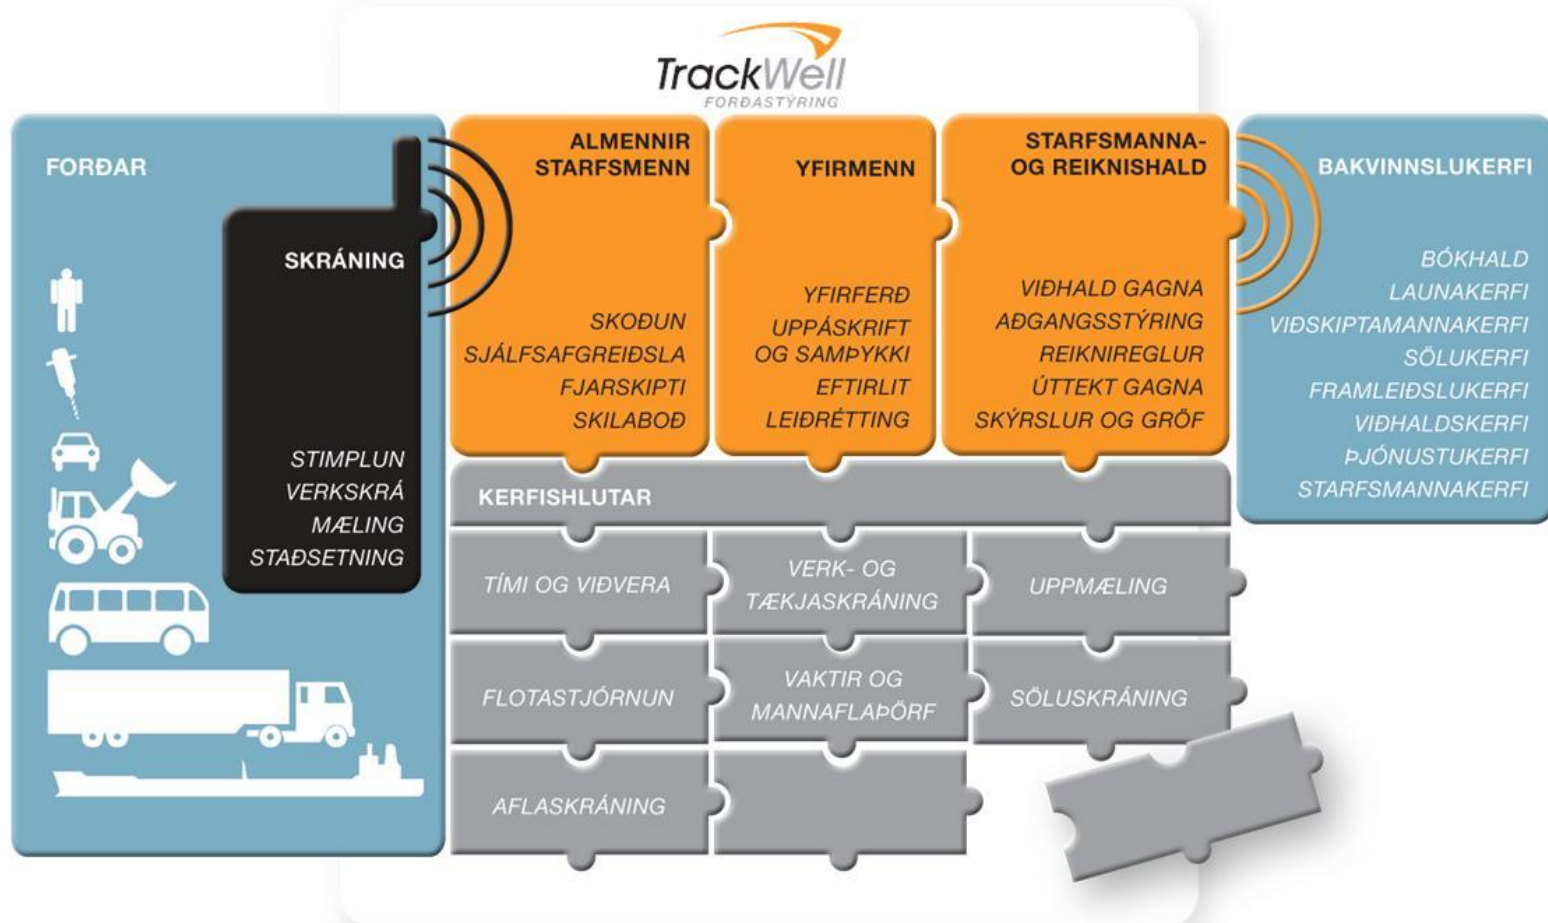 TrackWell
FORÐASTÝRING
FORÐAR
SKRÁNING
STIMPLUN
VERKSKRÁ
MÆLING
STAÐSETNING
ALMENNIR
STARFSMENN
SKOÐUN
SJÁLFSAFGREIÐSLA
FJARSKIPTI
SKILABOÐ
YFIRMENN
YFIRFERÐ
UPPÁSKRIFT
OG SAMÞYKKI
EFTIRLIT
LEIÐRÉTTING
STARFSMANNA-
OG REIKNISHALD
VIÐHALD GAGNA
AÐGANGSSTÝRING
REIKNIREGLUR
ÚTTEKT GAGNA
SKÝRSLUR OG GRÖF
BAKVINNSLUKERFI
BÓKHALD
LAUNAKERFI
VIÐSKIPTAMANNAKERFI
SÖLUKERFI
FRAMLEIÐSLUKERFI
VIÐHALDSKERFI
ÞJÓNUSTUKERFI
STARFSMANNAKERFI
KERFISHLUTAR
TÍMI OG VIÐVERA
VERK- OG
TÆKJASKRÁNING
UPPMÆLING
FLOTASTJÓRNUN
VAKTIR OG
MANNAFLAÞÖRF
SÖLUSKRÁNING
AFLASKRÁNING